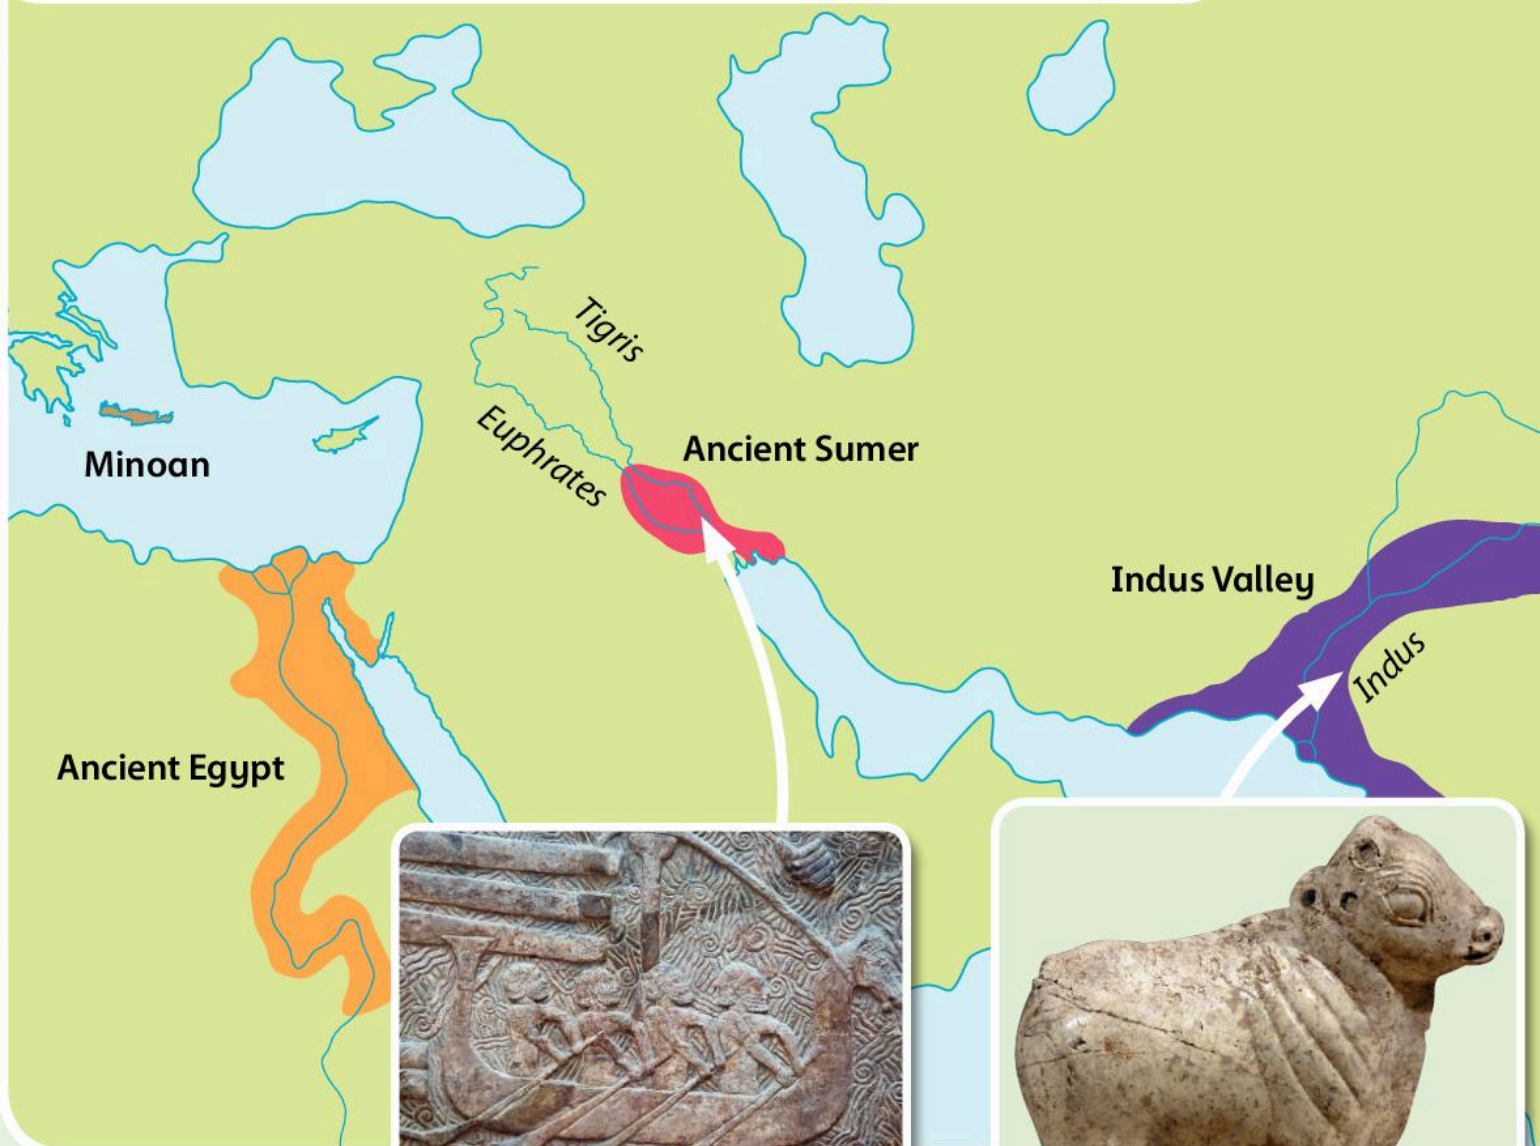 Tigris
Euphrates
Ancient Sumer
Minoan
Indus Valley
Indus
Ancient Egypt